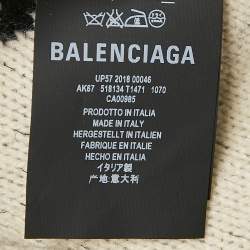 BALENCIAGA
UP57 2018 00046
AK67 518134 T1471 1070
CA00985
PRODOTTO IN ITALIA
MADE IN ITALY
HERGESTELLT IN ITALIEN
FABRIQUE EN ITALIE
HECHO EN ITALIA
イタリア製
产地:意大利